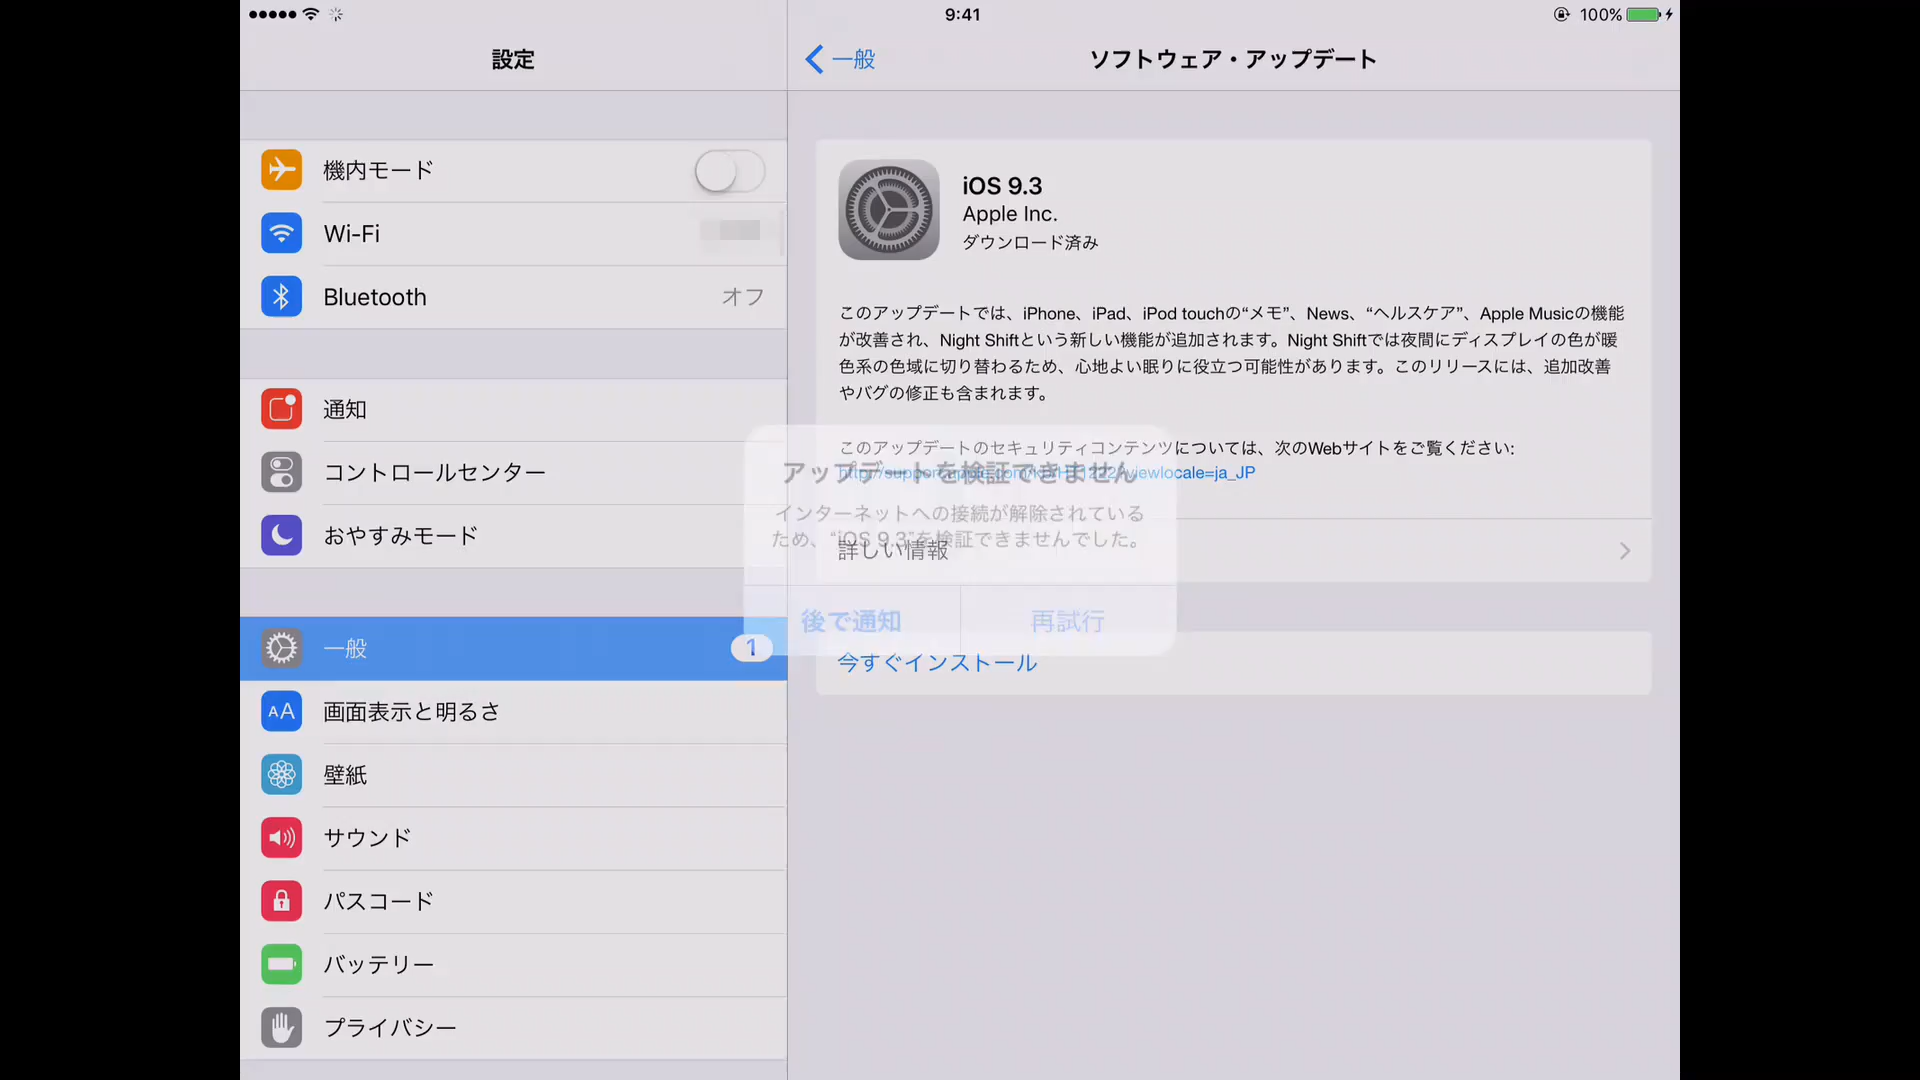 9:41
100%
設定
一般
ソフトウェア・アップデート
機内モード
Wi-Fi
Bluetooth
オフ
通知
コントロールセンター
おやすみモード
一般
1
画面表示と明るさ
壁紙
サウンド
パスコード
バッテリー
プライバシー
iOS 9.3
Apple Inc.
ダウンロード済み
このアップデートでは、iPhone、iPad、iPod touchの“メモ”、News、“ヘルスケア”、Apple Musicの機能
が改善され、Night Shiftという新しい機能が追加されます。Night Shiftでは夜間にディスプレイの色が暖
色系の色域に切り替わるため、心地よい眠りに役立つ可能性があります。このリリースには、追加改善
やバグの修正も含まれます。
このアップデートのセキュリティコンテンツについては、次のWebサイトをご覧ください:
viewlocale=ja_JP
詳しい情報
今すぐインストール
アップデートを検証できません
インターネットへの接続が解除されている
ため、“iOS 9.3”を検証できませんでした。
後で通知
再試行